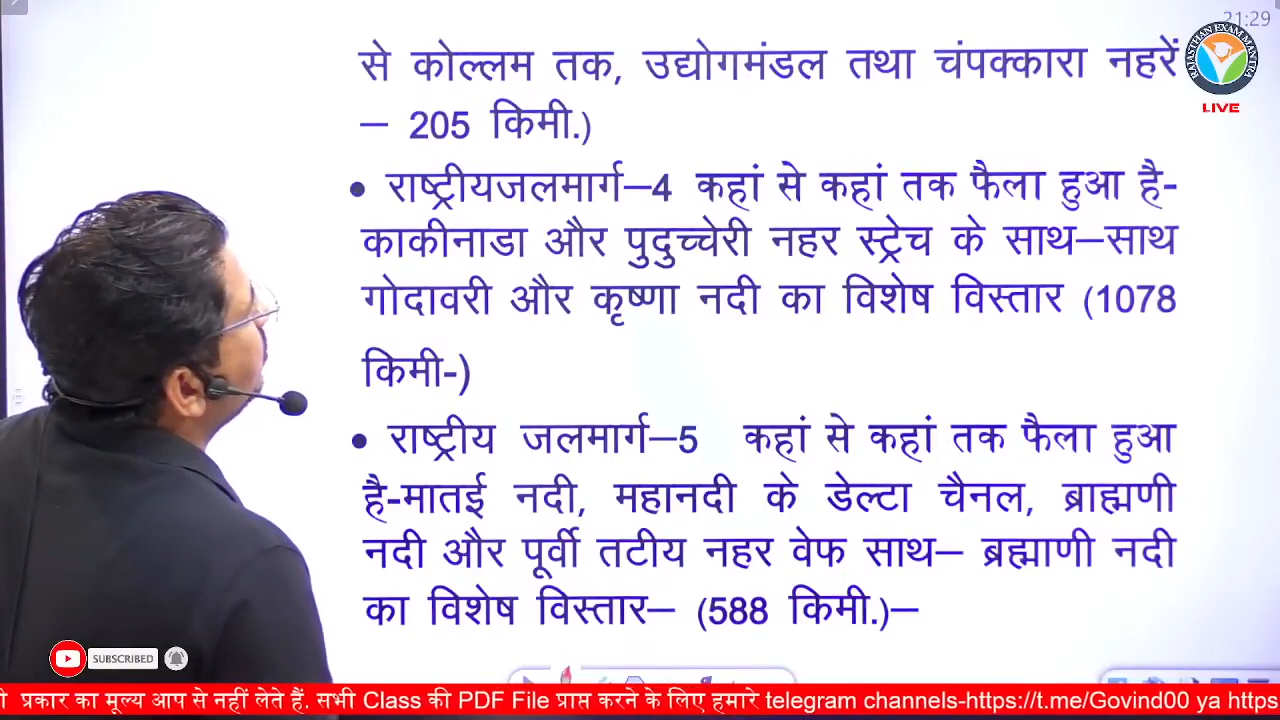 21:29
से कोल्लम तक, उद्योगमंडल तथा चंपक्कारा नहरें
– 205 किमी.)
• राष्ट्रीयजलमार्ग–4 कहां से कहां तक फैला हुआ है-
काकीनाडा और पुदुच्चेरी नहर स्ट्रेच के साथ–साथ
गोदावरी और कृष्णा नदी का विशेष विस्तार (1078
किमी-)
• राष्ट्रीय जलमार्ग–5 कहां से कहां तक फैला हुआ
है-मातई नदी, महानदी के डेल्टा चैनल, ब्राह्मणी
नदी और पूर्वी तटीय नहर वेफ साथ– ब्रह्माणी नदी
का विशेष विस्तार– (588 किमी.)–
RAJASTHAN EXAM MANTRA
LIVE
SUBSCRIBED
प्रकार का मूल्य आप से नहीं लेते हैं. सभी Class की PDF File प्राप्त करने के लिए हमारे telegram channels-https://t.me/Govind00 ya https